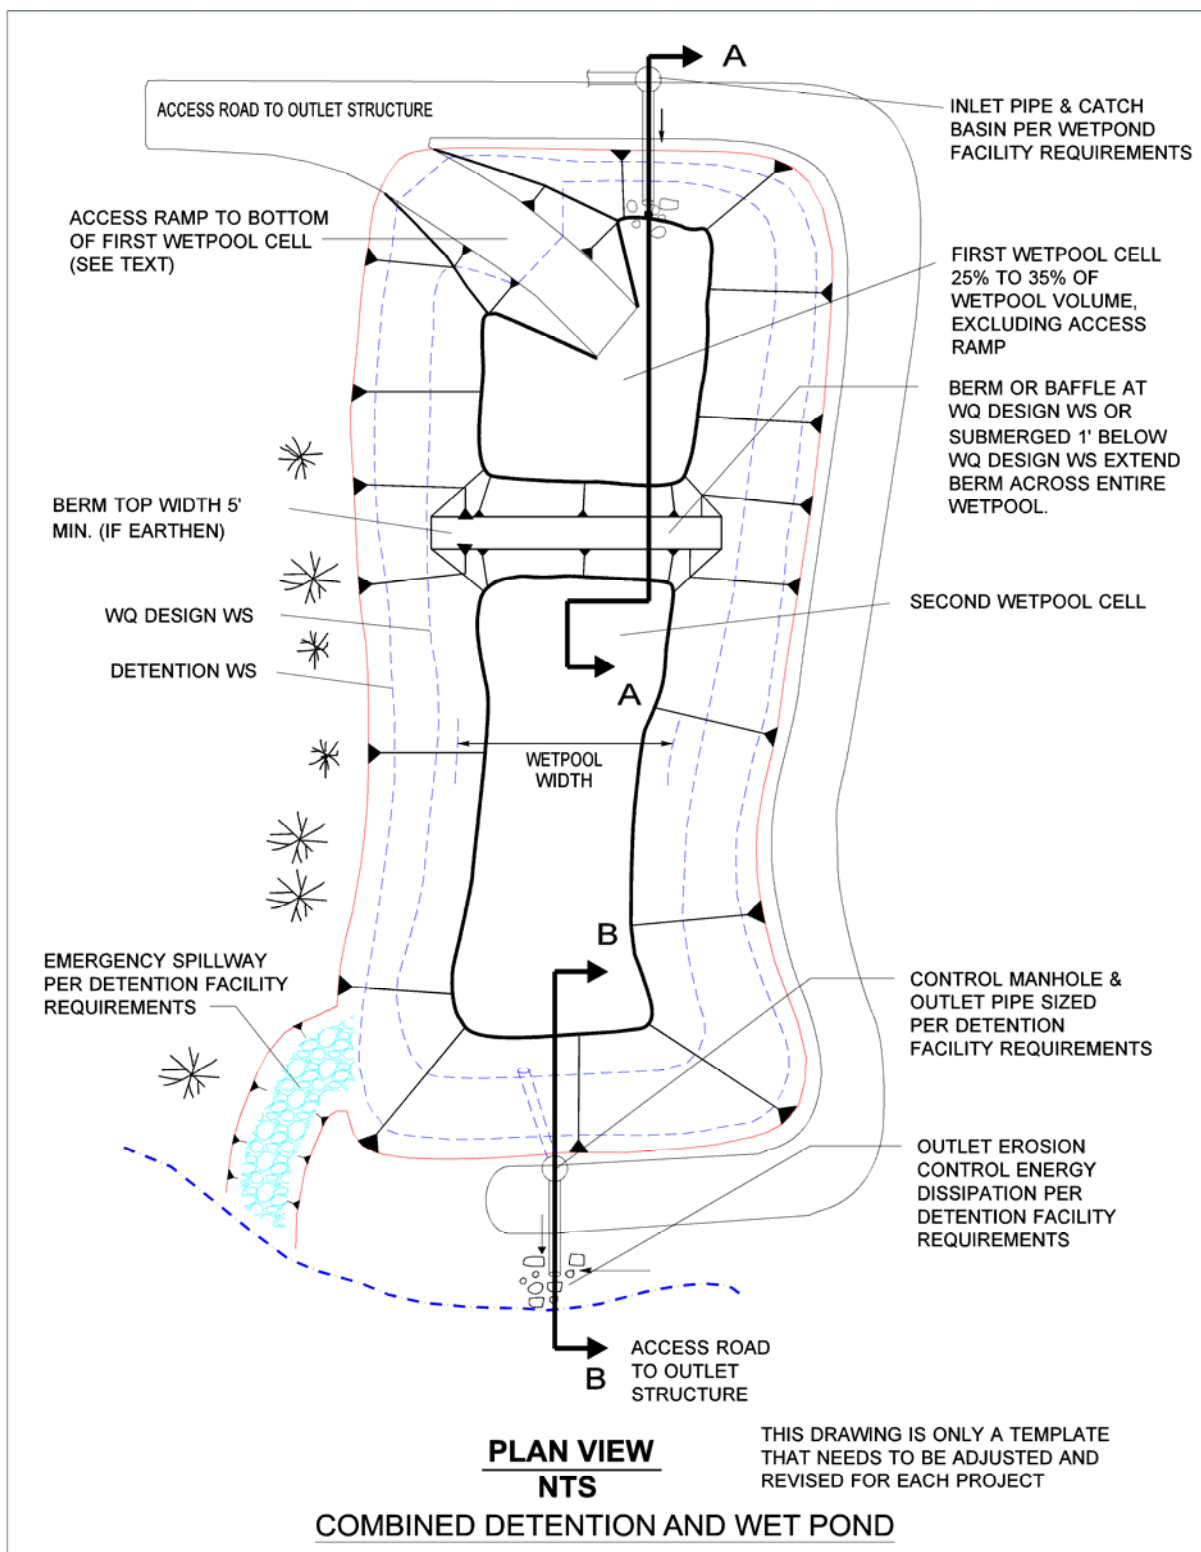 A
ACCESS ROAD TO OUTLET STRUCTURE
INLET PIPE & CATCH
BASIN PER WETPOND
FACILITY REQUIREMENTS
ACCESS RAMP TO BOTTOM
OF FIRST WETPOOL CELL
(SEE TEXT)
FIRST WETPOOL CELL
25% TO 35% OF
WETPOOL VOLUME,
EXCLUDING ACCESS
RAMP
BERM OR BAFFLE AT
WQ DESIGN WS OR
SUBMERGED 1' BELOW
WQ DESIGN WS EXTEND
BERM ACROSS ENTIRE
WETPOOL.
BERM TOP WIDTH 5'
MIN. (IF EARTHEN)
WQ DESIGN WS
SECOND WETPOOL CELL
DETENTION WS
A
WETPOOL
WIDTH
B
EMERGENCY SPILLWAY
PER DETENTION FACILITY
REQUIREMENTS
CONTROL MANHOLE &
OUTLET PIPE SIZED
PER DETENTION
FACILITY REQUIREMENTS
OUTLET EROSION
CONTROL ENERGY
DISSIPATION PER
DETENTION FACILITY
REQUIREMENTS
B
ACCESS ROAD
TO OUTLET
STRUCTURE
PLAN VIEW
NTS
THIS DRAWING IS ONLY A TEMPLATE
THAT NEEDS TO BE ADJUSTED AND
REVISED FOR EACH PROJECT
COMBINED DETENTION AND WET POND